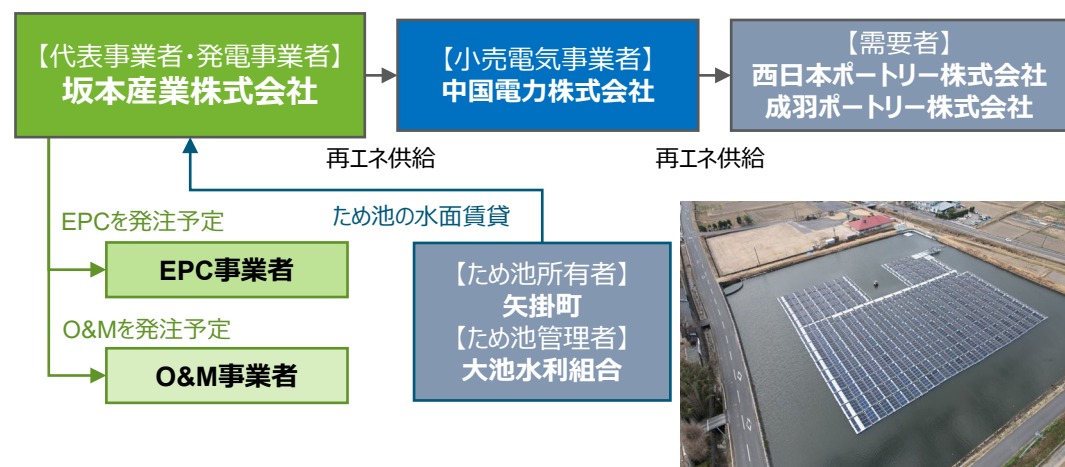 【代表事業者・発電事業者】
坂本産業株式会社
【小売電気事業者】
中国電力株式会社
【需要者】
西日本ポートリー株式会社
成羽ポートリー株式会社
再エネ供給
再エネ供給
EPCを発注予定
EPC事業者
O&Mを発注予定
O&M事業者
ため池の水面賃貸
【ため池所有者】
矢掛町
【ため池管理者】
大池水利組合